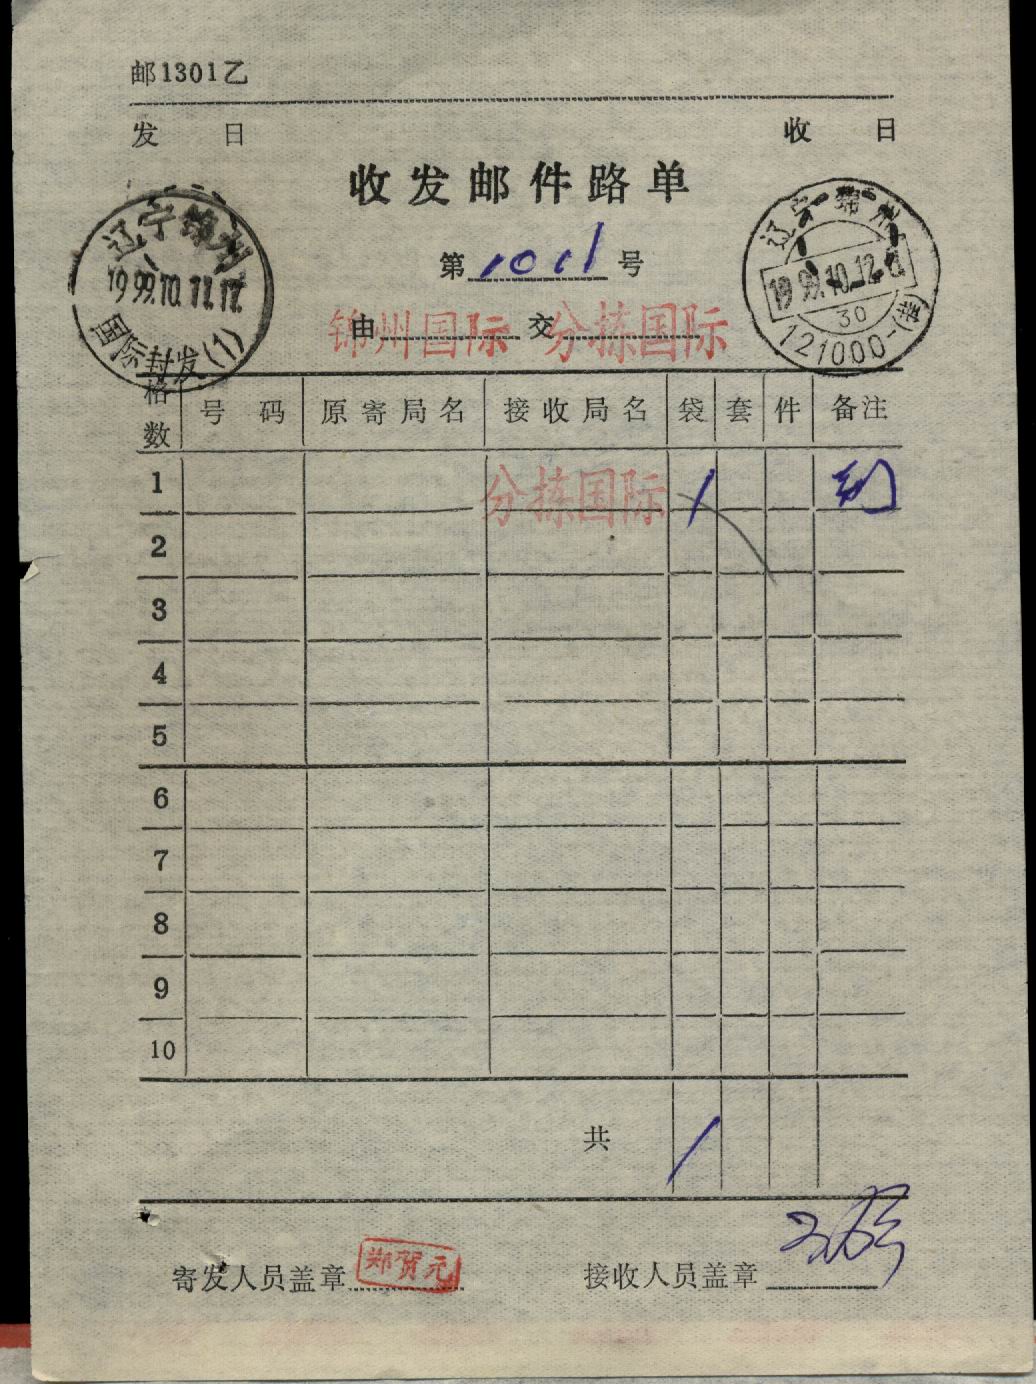 邮1301乙
发 日 收 日
收发邮件路单
辽宁锦州
1999.10.11.17
国际封发(1)
辽宁锦州
1999.10.12
30
121000-(进)
第1011号
由锦州国际交分拣国际
格数 号码 原寄局名 接收局名 袋 套 件 备注
1 分拣国际 1
2
3
4
5
6
7
8
9
10
共 1
寄发人员盖章 郑贺元 接收人员盖章